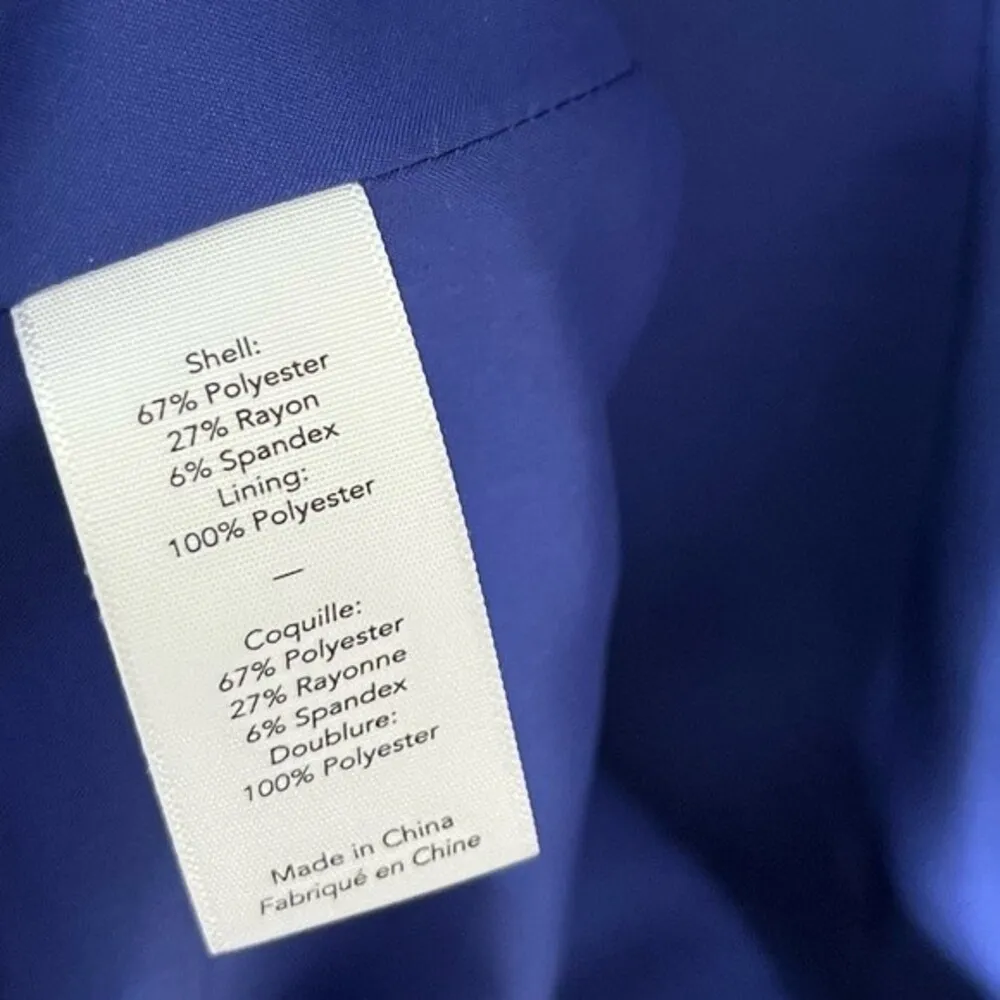 Shell:
67% Polyester
27% Rayon
6% Spandex
Lining:
100% Polyester
—
Coquille:
67% Polyester
27% Rayonne
6% Spandex
Doublure:
100% Polyester
Made in China
Fabriqué en Chine